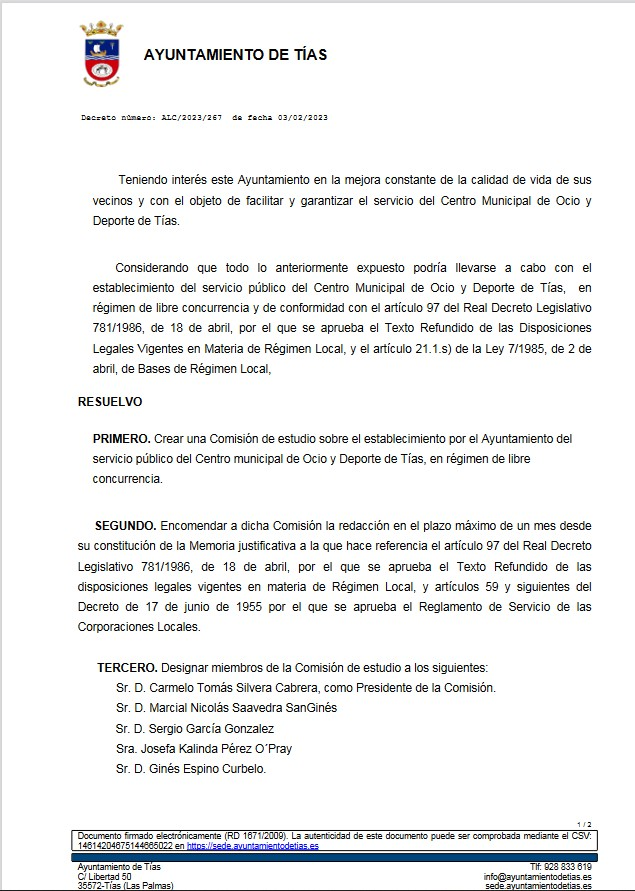 AYUNTAMIENTO DE TÍAS
Decreto número: ALC/2023/267 de fecha 03/02/2023
Teniendo interés este Ayuntamiento en la mejora constante de la calidad de vida de sus
vecinos y con el objeto de facilitar y garantizar el servicio del Centro Municipal de Ocio y
Deporte de Tías.
Considerando que todo lo anteriormente expuesto podría llevarse a cabo con el
establecimiento del servicio público del Centro Municipal de Ocio y Deporte de Tías, en
régimen de libre concurrencia y de conformidad con el artículo 97 del Real Decreto Legislativo
781/1986, de 18 de abril, por el que se aprueba el Texto Refundido de las Disposiciones
Legales Vigentes en Materia de Régimen Local, y el artículo 21.1.s) de la Ley 7/1985, de 2 de
abril, de Bases de Régimen Local,
RESUELVO
PRIMERO. Crear una Comisión de estudio sobre el establecimiento por el Ayuntamiento del
servicio público del Centro municipal de Ocio y Deporte de Tías, en régimen de libre
concurrencia.
SEGUNDO. Encomendar a dicha Comisión la redacción en el plazo máximo de un mes desde
su constitución de la Memoria justificativa a la que hace referencia el artículo 97 del Real Decreto
Legislativo 781/1986, de 18 de abril, por el que se aprueba el Texto Refundido de las
disposiciones legales vigentes en materia de Régimen Local, y artículos 59 y siguientes del
Decreto de 17 de junio de 1955 por el que se aprueba el Reglamento de Servicio de las
Corporaciones Locales.
TERCERO. Designar miembros de la Comisión de estudio a los siguientes:
Sr. D. Carmelo Tomás Silvera Cabrera, como Presidente de la Comisión.
Sr. D. Marcial Nicolás Saavedra SanGinés
Sr. D. Sergio García Gonzalez
Sra. Josefa Kalinda Pérez O´Pray
Sr. D. Ginés Espino Curbelo.
1 / 2
Documento firmado electrónicamente (RD 1671/2009). La autenticidad de este documento puede ser comprobada mediante el CSV:
14614204675144665022 en https://sede.ayuntamientodetias.es
Ayuntamiento de Tías
Tlf: 928 833 619
C/ Libertad 50
info@ayuntamientodetias.es
35572-Tías (Las Palmas)
sede.ayuntamientodetias.es